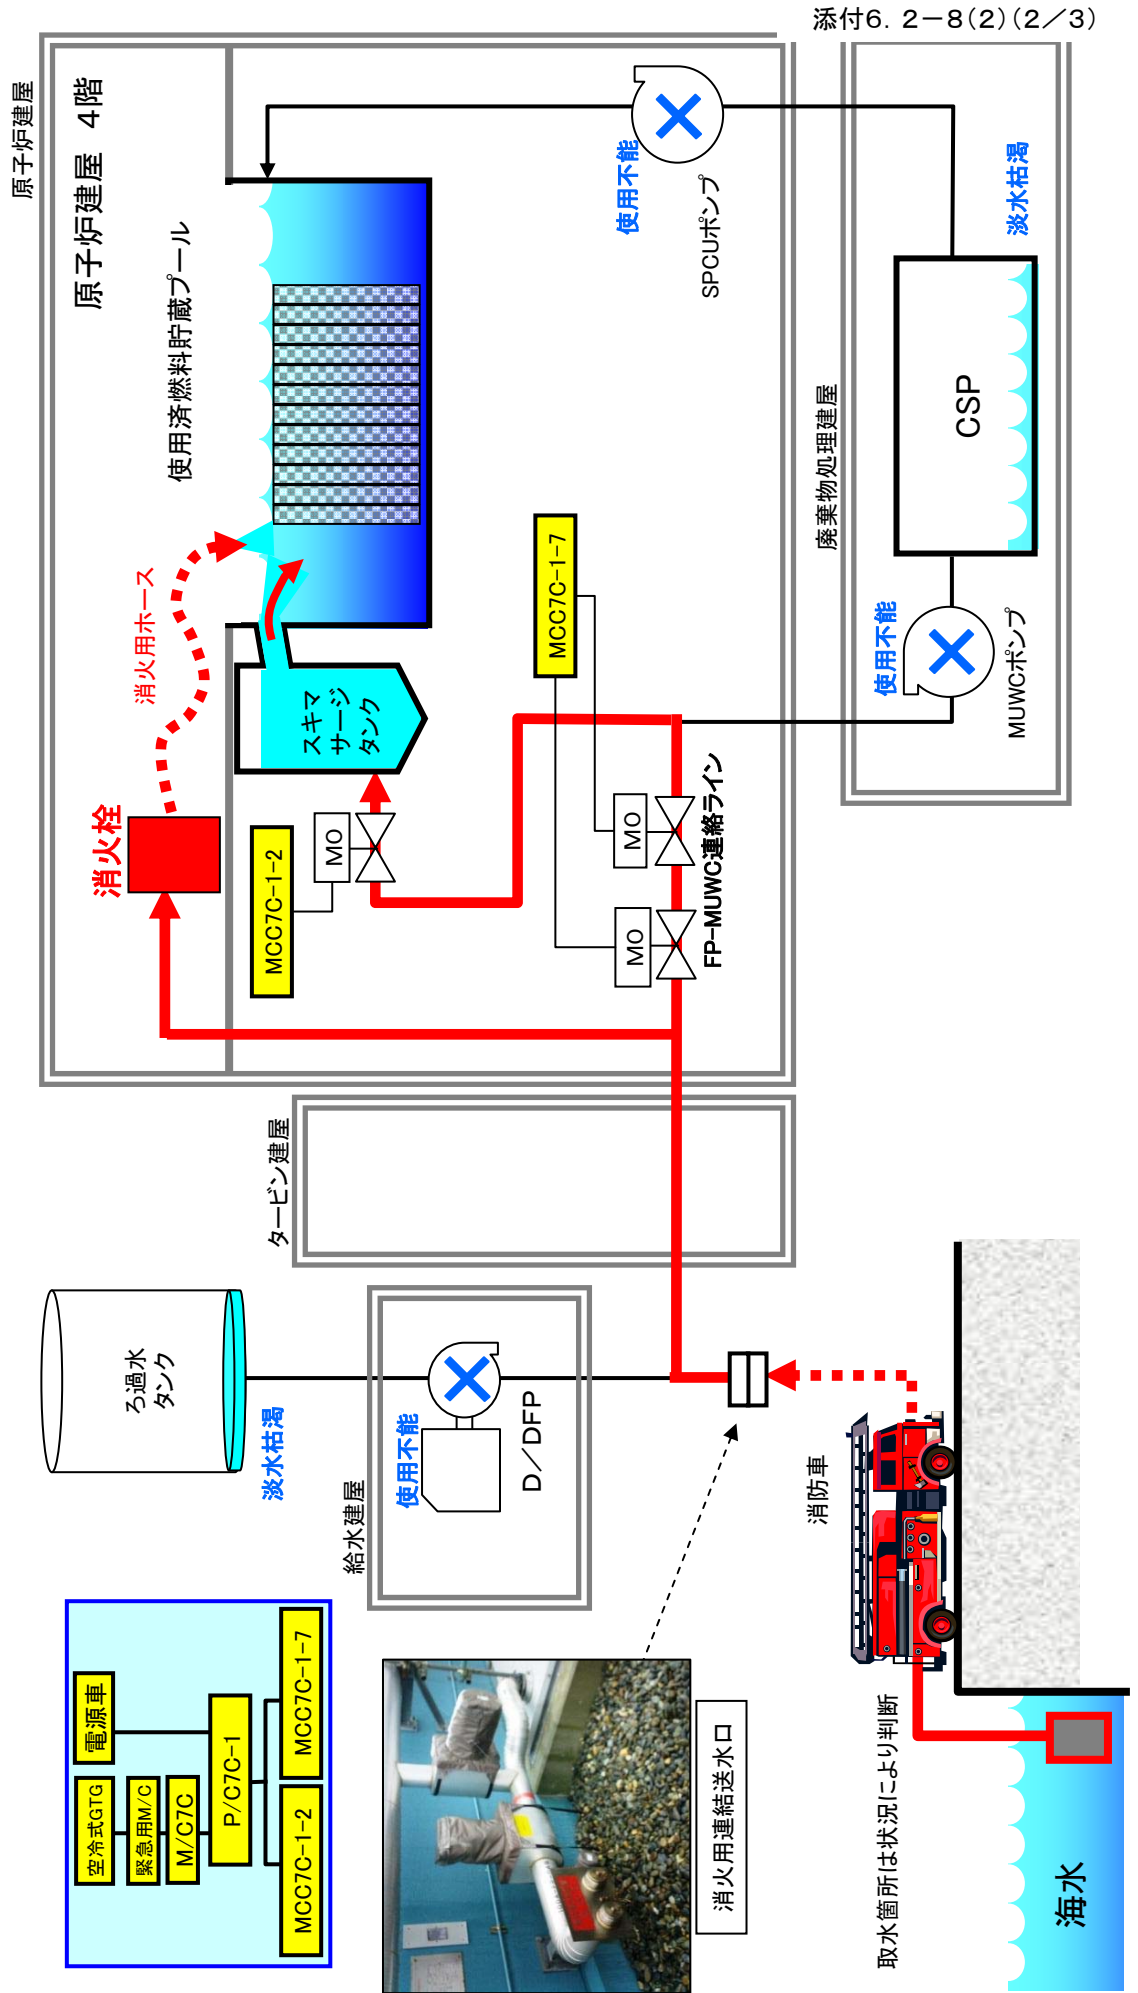 添付6．2－8(2)(2／3)
空冷式GTG
電源車
緊急用M/C
M/C7C
P/C7C-1
MCC7C-1-2
MCC7C-1-7
ろ過水
タンク
淡水枯渇
給水建屋
使用不能
D／DFP
消火用連結送水口
タービン建屋
原子炉建屋
原子炉建屋 4階
消火栓
消火用ホース
使用済燃料貯蔵プール
スキマ
サージ
タンク
MCC7C-1-2
MO
MCC7C-1-7
MO
MO
FP-MUWC連絡ライン
使用不能
SPCUポンプ
廃棄物処理建屋
使用不能
MUWCポンプ
CSP
淡水枯渇
消防車
取水箇所は状況により判断
海水